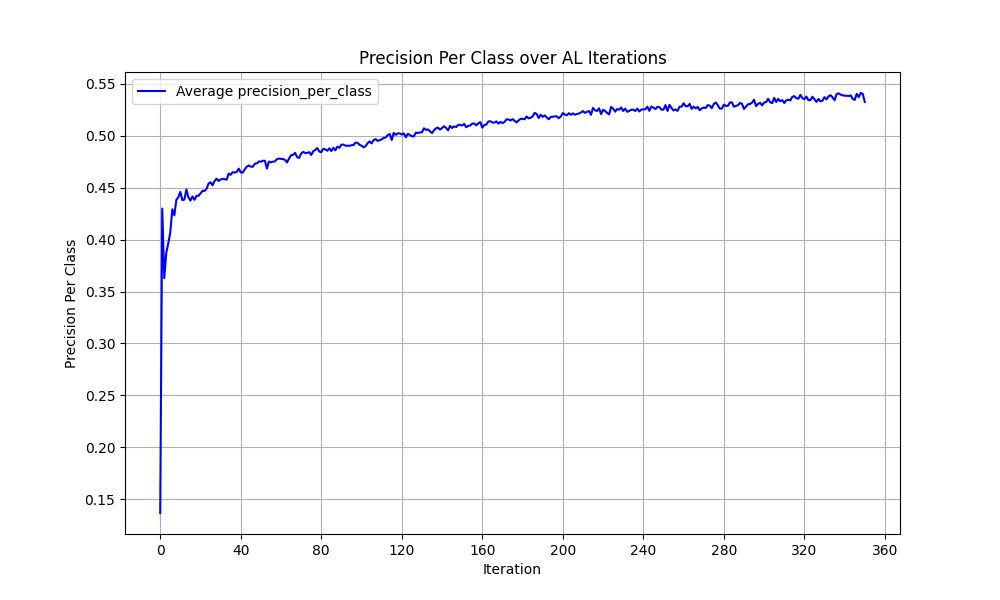 Precision Per Class over AL Iterations
Average precision_per_class
Precision Per Class
0.55
0.50
0.45
0.40
0.35
0.30
0.25
0.20
0.15
0 40 80 120 160 200 240 280 320 360
Iteration